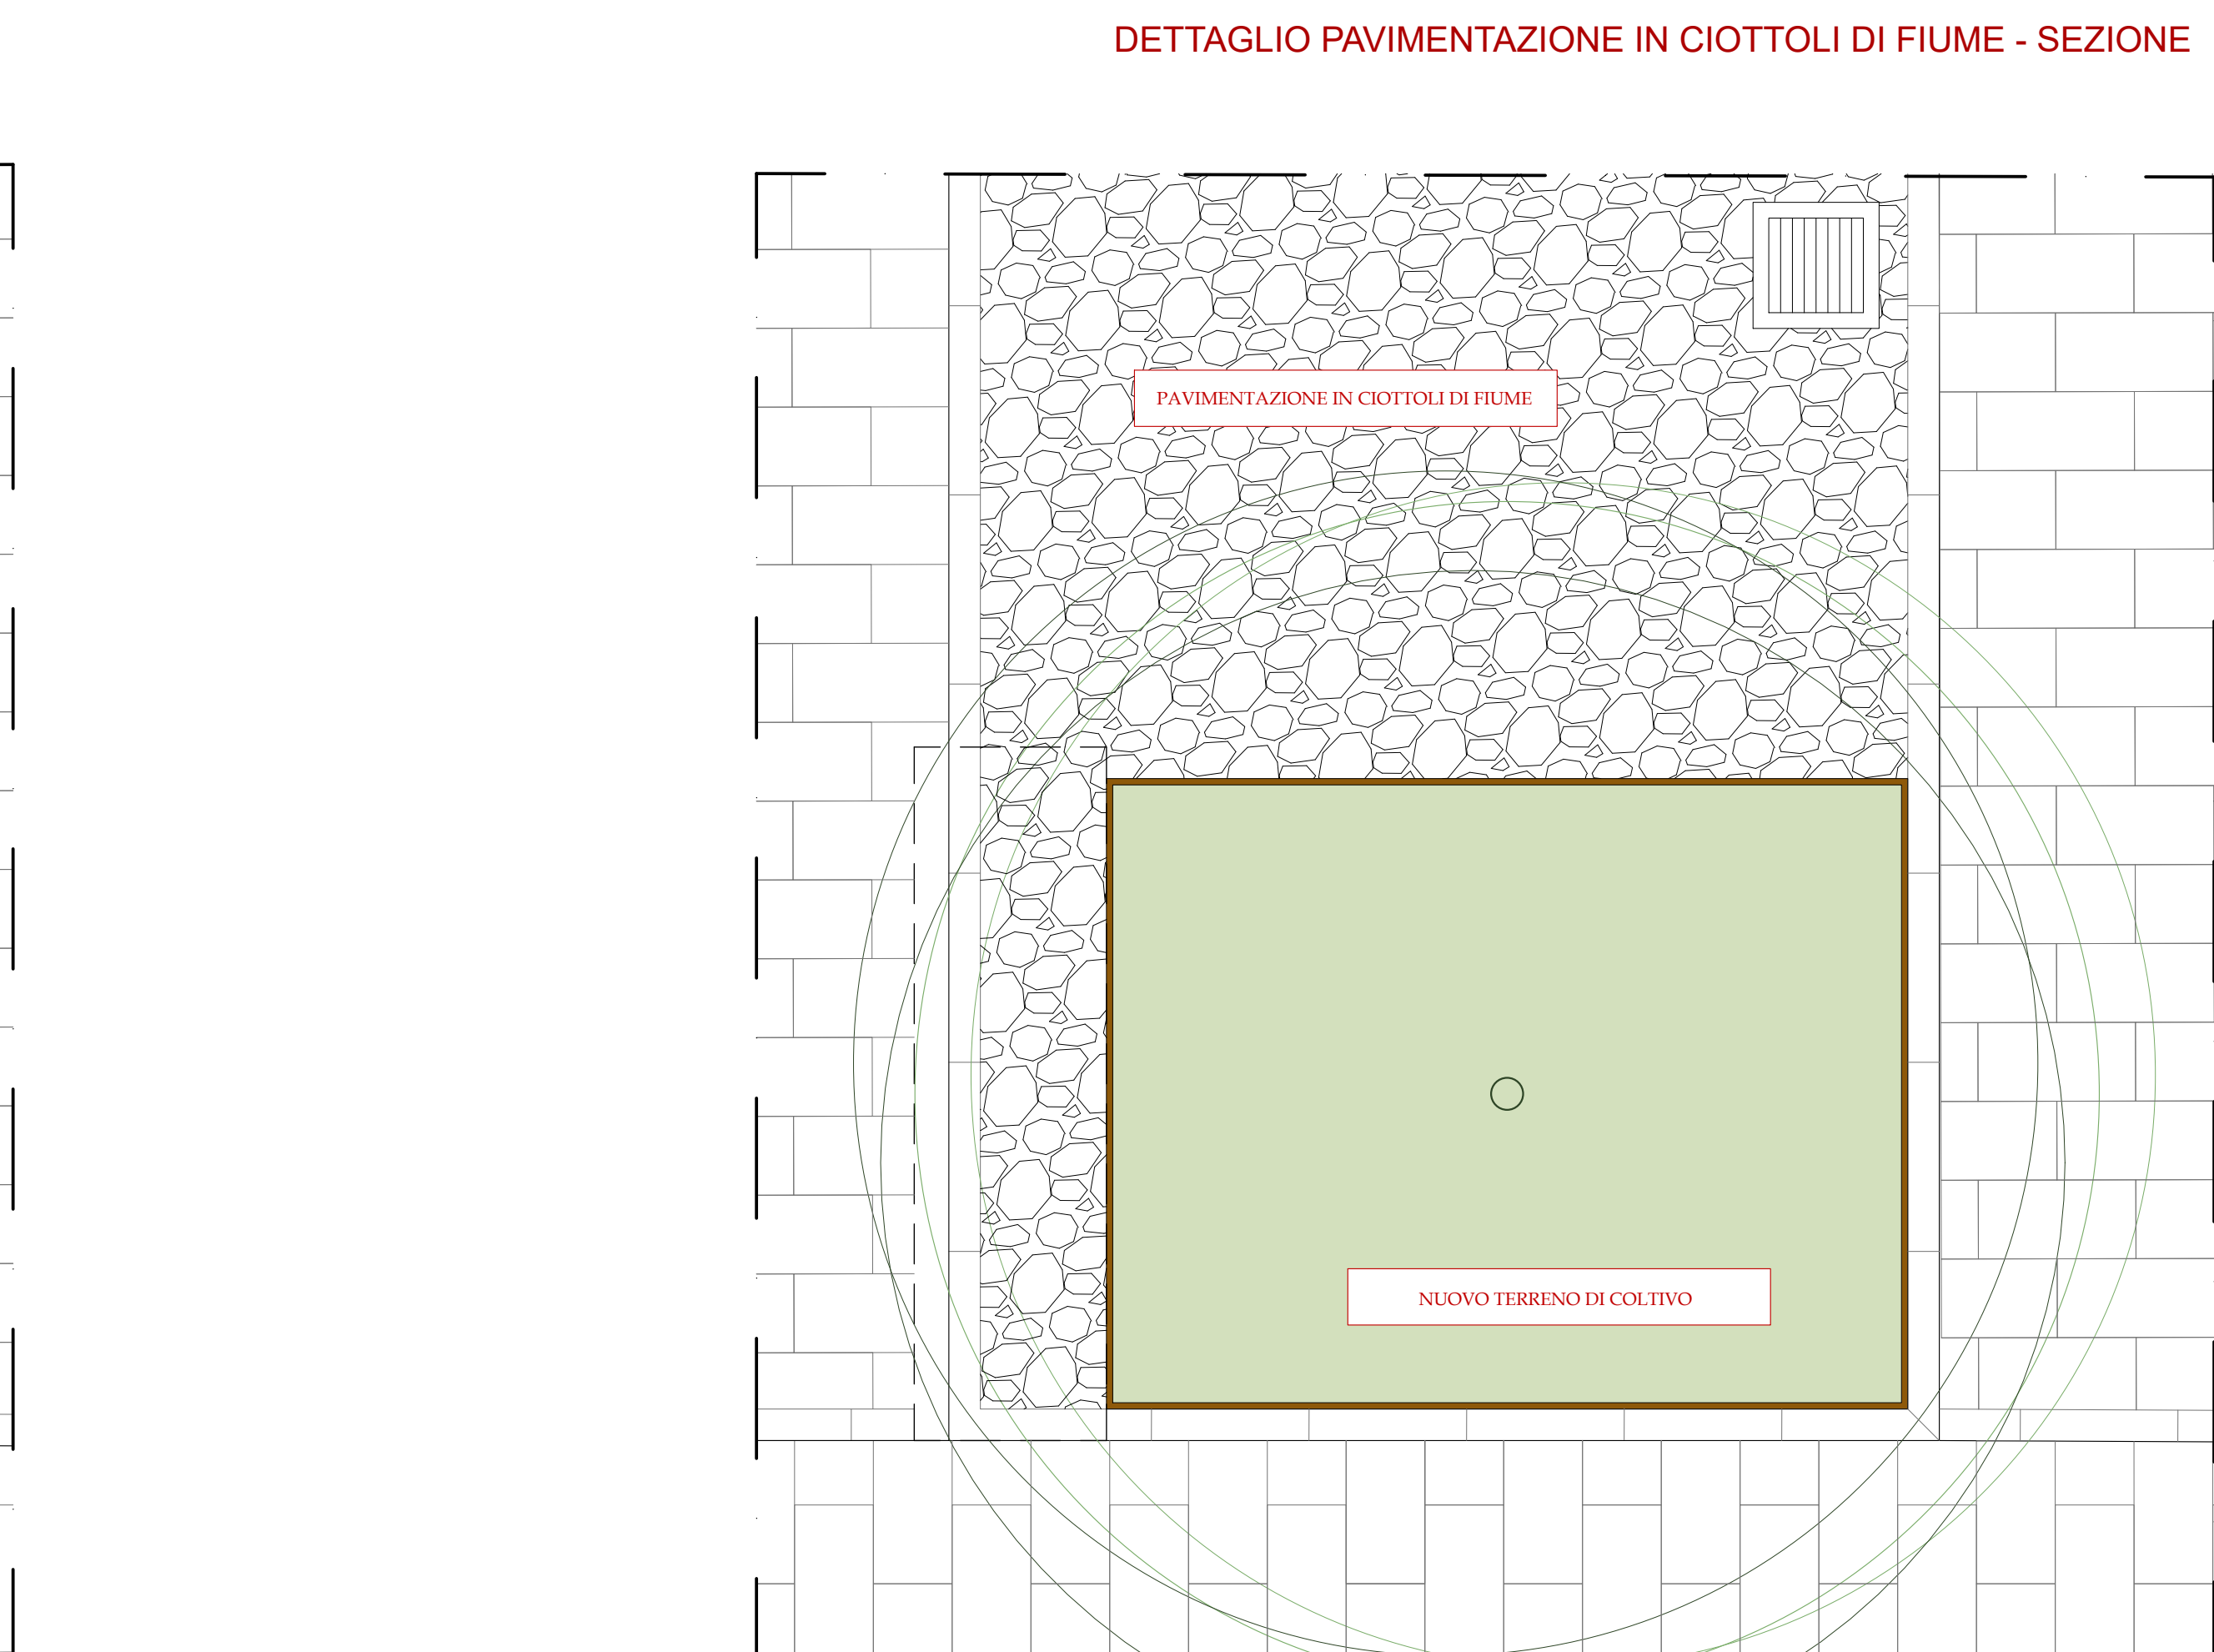 DETTAGLIO PAVIMENTAZIONE IN CIOTTOLI DI FIUME - SEZIONE
PAVIMENTAZIONE IN CIOTTOLI DI FIUME
NUOVO TERRENO DI COLTIVO